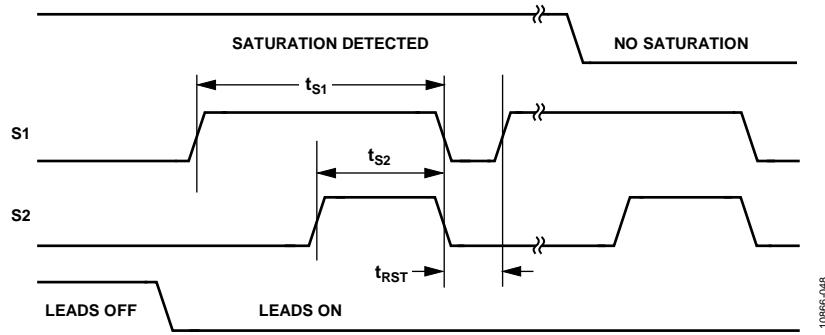 SATURATION DETECTED
NO SATURATION
tS1
S1
tS2
S2
tRST
LEADS OFF
LEADS ON
10866-048